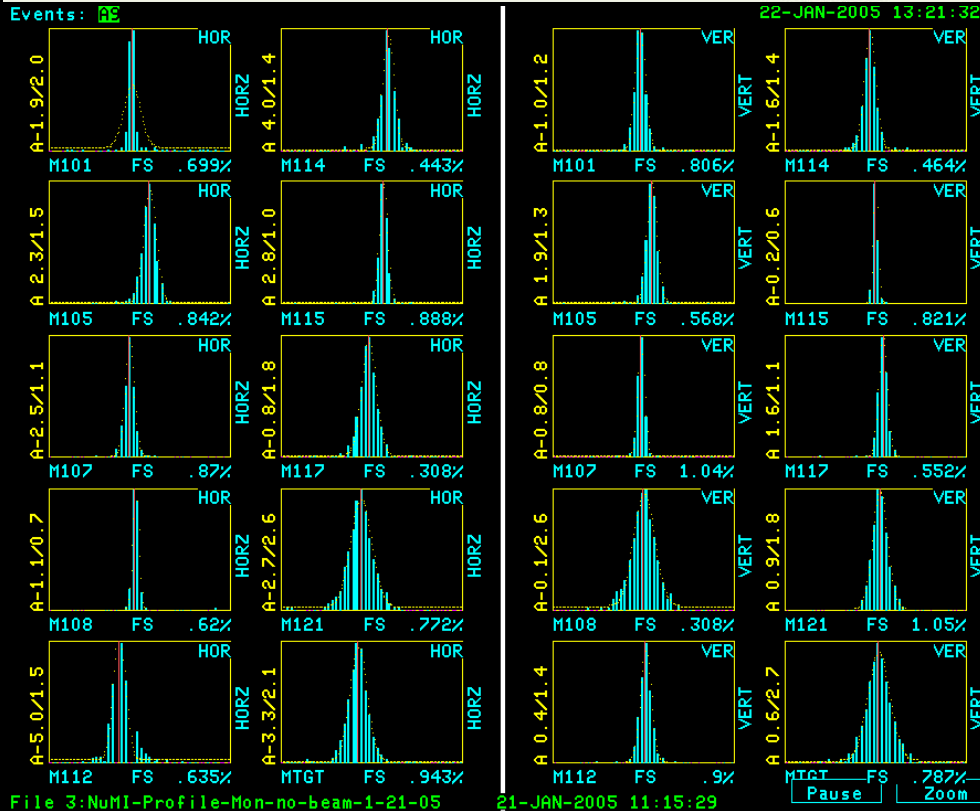 Events: A9 22-JAN-2005 13:21:32
HOR HOR VER VER
A-1.9/2.0 HORZ A 4.0/1.4 HORZ A-1.0/1.2 VERT A-1.6/1.4 VERT
M101 FS .699% M114 FS .443% M101 FS .806% M114 FS .464%
HOR HOR VER VER
A 2.3/1.5 HORZ A 2.8/1.0 HORZ A 1.9/1.3 VERT A-0.2/0.6 VERT
M105 FS .842% M115 FS .888% M105 FS .568% M115 FS .821%
HOR HOR VER VER
A-2.5/1.1 HORZ A-0.8/1.8 HORZ A-0.8/0.8 VERT A 1.6/1.1 VERT
M107 FS .87% M117 FS .308% M107 FS 1.04% M117 FS .552%
HOR HOR VER VER
A-1.1/0.7 HORZ A-2.7/2.6 HORZ A-0.1/2.6 VERT A 0.9/1.8 VERT
M108 FS .62% M121 FS .772% M108 FS .308% M121 FS 1.05%
HOR HOR VER VER
A-5.0/1.5 HORZ A-3.3/2.1 HORZ A 0.4/1.4 VERT A 0.6/2.7 VERT
M112 FS .635% MTGT FS .943% M112 FS .9% MTGT FS .787%
Pause Zoom
File 3:NuMI-Profile-Mon-no-beam-1-21-05 21-JAN-2005 11:15:29